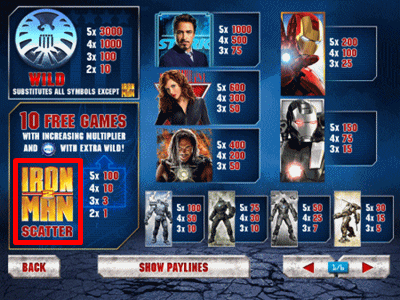 5x 3000
4x 1000
3x 100
2x 10
WILD
SUBSTITUTES ALL SYMBOLS EXCEPT IRON MAN
5x 1000
4x 500
3x 75
5x 200
4x 100
3x 25
10 FREE GAMES
WITH INCREASING MULTIPLIER
AND WITH EXTRA WILD!
5x 600
4x 300
3x 50
5x 150
4x 75
3x 15
IRON
2
MAN
SCATTER
5x 100
4x 10
3x 3
2x 1
5x 400
4x 200
3x 50
5x 100
4x 50
3x 10
5x 75
4x 30
3x 10
5x 50
4x 25
3x 7
5x 30
4x 15
3x 5
BACK
SHOW PAYLINES